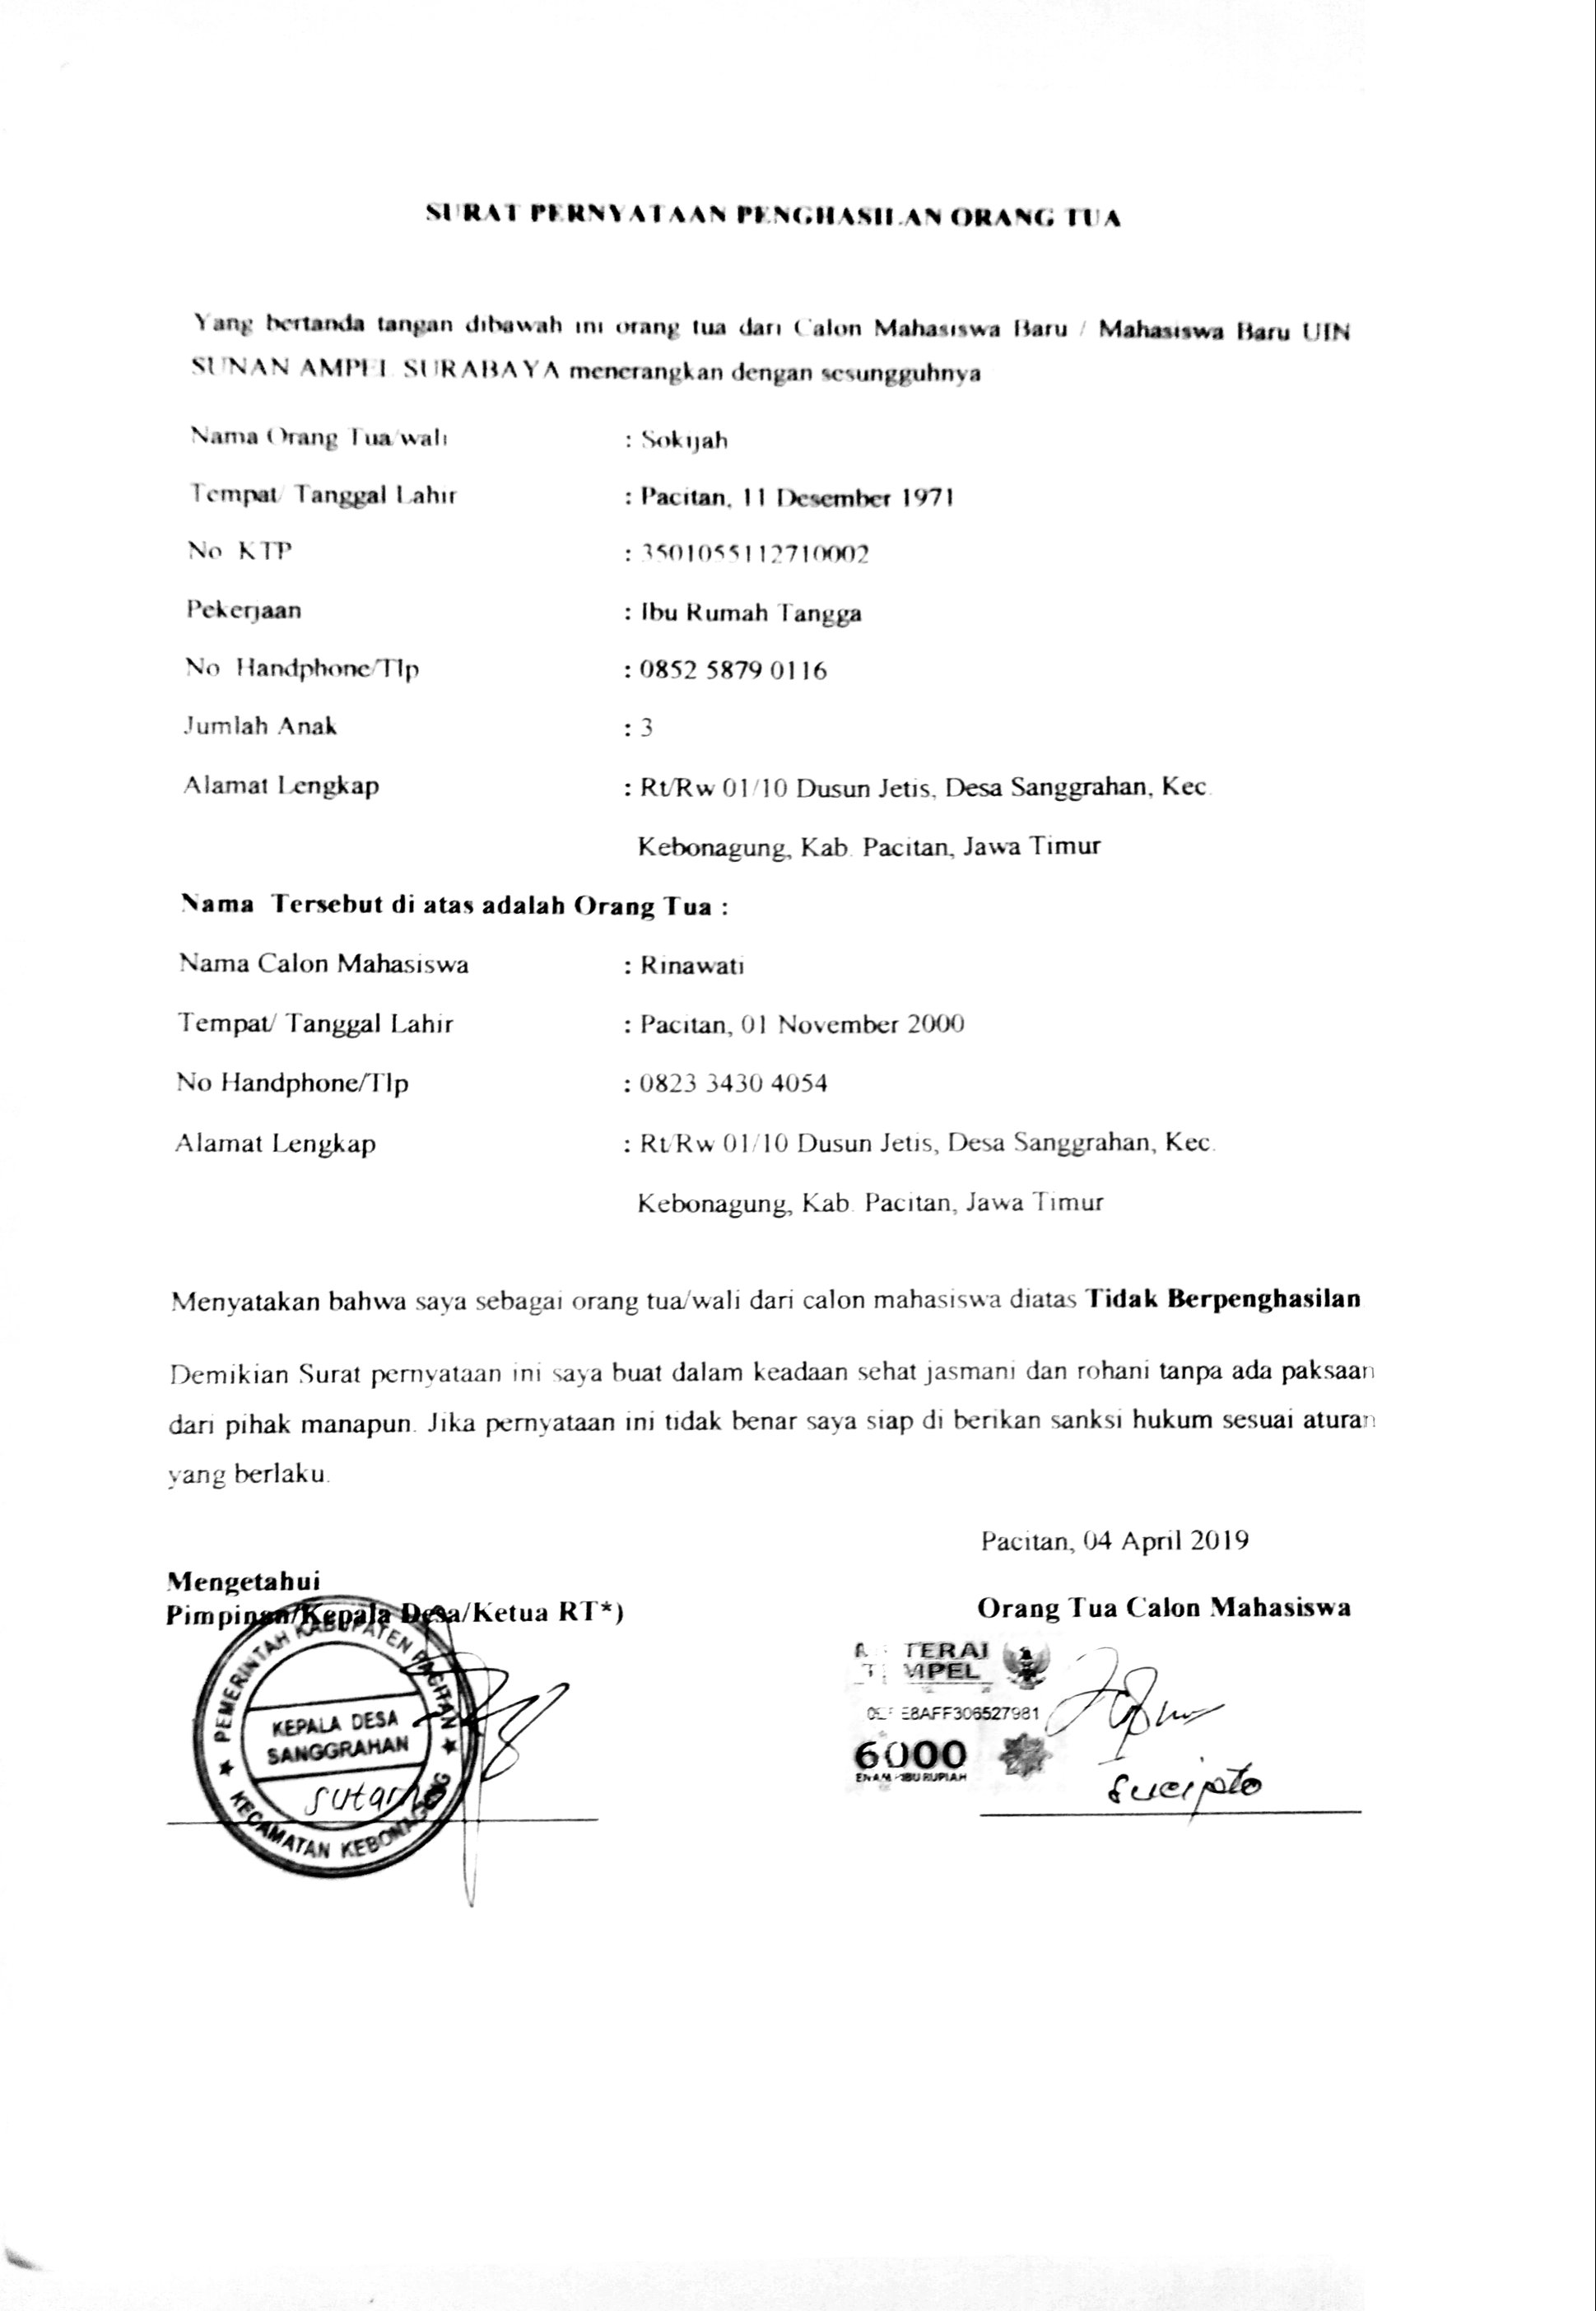 SURAT PERNYATAAN PENGHASILAN ORANG TUA
Yang bertanda tangan dibawah ini orang tua dari Calon Mahasiswa Baru / Mahasiswa Baru UIN
SUNAN AMPEL SURABAYA menerangkan dengan sesungguhnya
Nama Orang Tua/wali : Sokijah
Tempat/ Tanggal Lahir : Pacitan, 11 Desember 1971
No KTP : 3501055112710002
Pekerjaan : Ibu Rumah Tangga
No Handphone/Tlp : 0852 5879 0116
Jumlah Anak : 3
Alamat Lengkap : Rt/Rw 01/10 Dusun Jetis, Desa Sanggrahan, Kec.
Kebonagung, Kab. Pacitan, Jawa Timur
Nama Tersebut di atas adalah Orang Tua :
Nama Calon Mahasiswa : Rinawati
Tempat/ Tanggal Lahir : Pacitan, 01 November 2000
No Handphone/Tlp : 0823 3430 4054
Alamat Lengkap : Rt/Rw 01/10 Dusun Jetis, Desa Sanggrahan, Kec.
Kebonagung, Kab. Pacitan, Jawa Timur
Menyatakan bahwa saya sebagai orang tua/wali dari calon mahasiswa diatas Tidak Berpenghasilan
Demikian Surat pernyataan ini saya buat dalam keadaan sehat jasmani dan rohani tanpa ada paksaan
dari pihak manapun. Jika pernyataan ini tidak benar saya siap di berikan sanksi hukum sesuai aturan
yang berlaku.
Pacitan, 04 April 2019
Mengetahui
Pimpinan/Kepala Desa/Ketua RT*)
Orang Tua Calon Mahasiswa
PEMERINTAH KABUPATEN PACITAN
KEPALA DESA
SANGGRAHAN
KECAMATAN KEBONAGUNG
Sutarno
TERAI
MPEL
E8AFF306527981
6000
ENAM RIBU RUPIAH
Sucipto